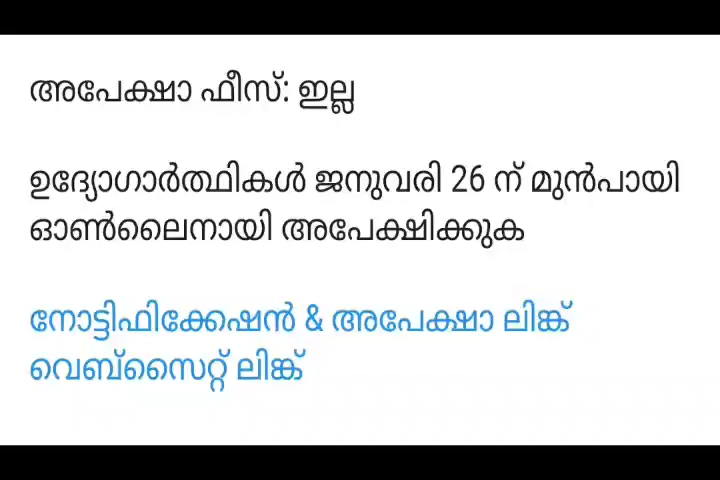 അപേക്ഷാ ഫീസ്: ഇല്ല
ഉദ്യോഗാർത്ഥികൾ ജനുവരി 26 ന് മുൻപായി
ഓൺലൈനായി അപേക്ഷിക്കുക
നോട്ടിഫിക്കേഷൻ & അപേക്ഷാ ലിങ്ക്
വെബ്സൈറ്റ് ലിങ്ക്